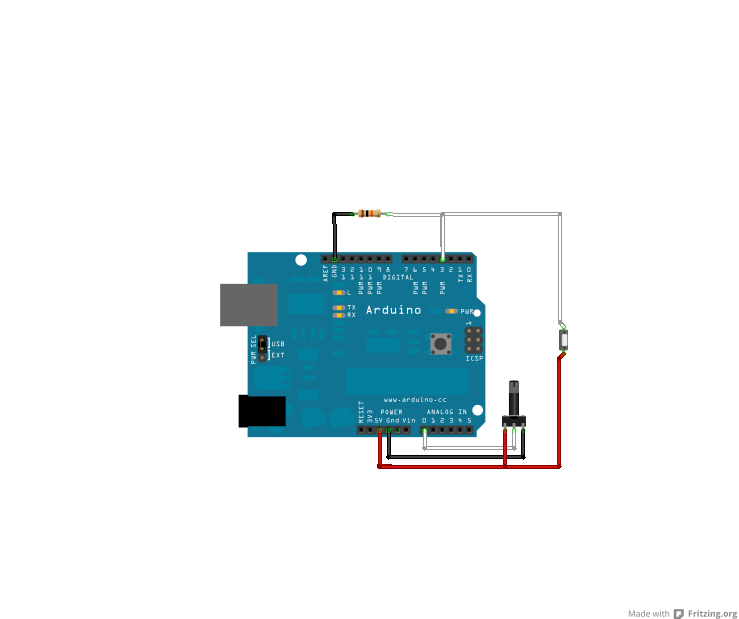 AREF
GND
13
12
PWM 11
PWM 10
PWM 9
8
7
PWM 6
PWM 5
4
PWM 3
2
TX 1
RX 0
DIGITAL
L
TX
RX
Arduino
PWR
1
ICSP
PWR SEL
USB
EXT
www.arduino.cc
POWER
ANALOG IN
RESET
3V3
5V Gnd Vin 0 1 2 3 4 5
Made with Fritzing.org